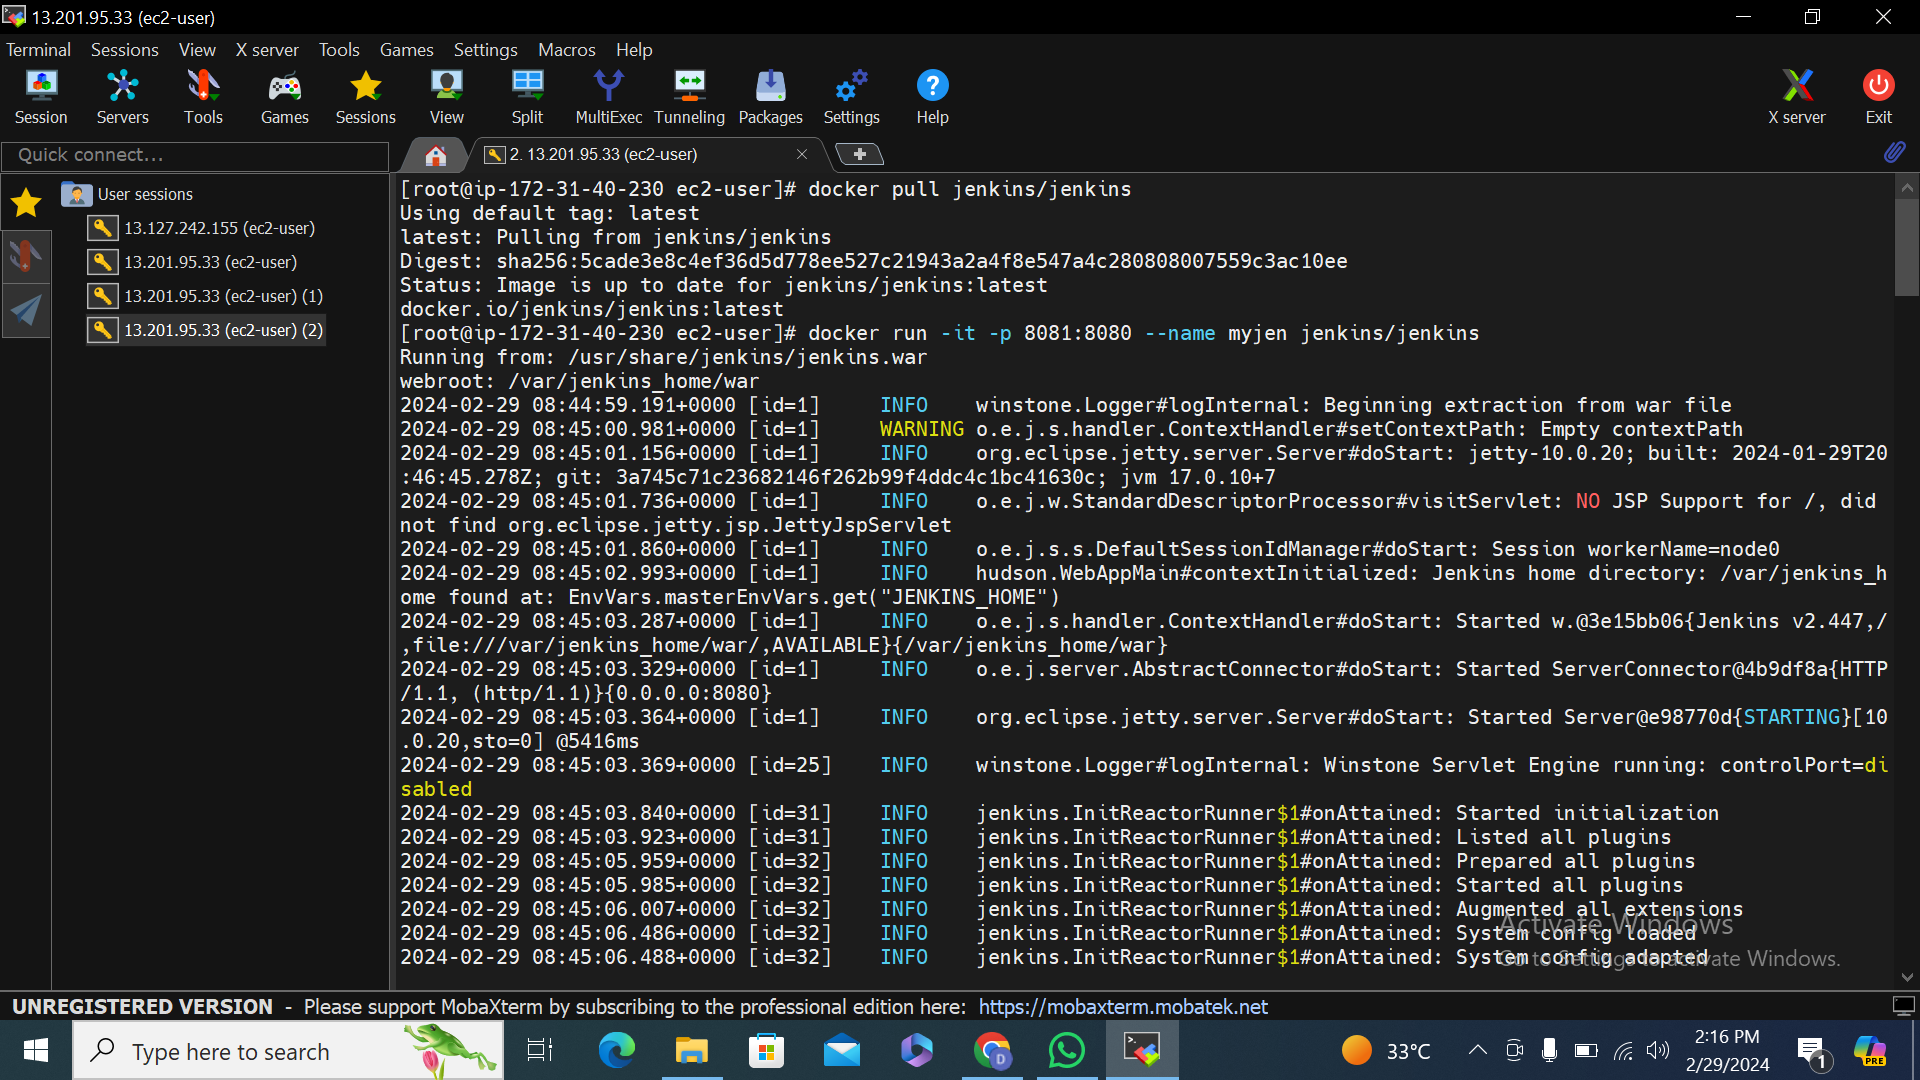 13.201.95.33 (ec2-user)
Terminal Sessions View X server Tools Games Settings Macros Help
Session Servers Tools Games Sessions View Split MultiExec Tunneling Packages Settings Help X server Exit
Quick connect...
2. 13.201.95.33 (ec2-user)
User sessions
13.127.242.155 (ec2-user)
13.201.95.33 (ec2-user)
13.201.95.33 (ec2-user) (1)
13.201.95.33 (ec2-user) (2)
[root@ip-172-31-40-230 ec2-user]# docker pull jenkins/jenkins
Using default tag: latest
latest: Pulling from jenkins/jenkins
Digest: sha256:5cade3e8c4ef36d5d778ee527c21943a2a4f8e547a4c280808007559c3ac10ee
Status: Image is up to date for jenkins/jenkins:latest
docker.io/jenkins/jenkins:latest
[root@ip-172-31-40-230 ec2-user]# docker run -it -p 8081:8080 --name myjen jenkins/jenkins
Running from: /usr/share/jenkins/jenkins.war
webroot: /var/jenkins_home/war
2024-02-29 08:44:59.191+0000 [id=1] INFO winstone.Logger#logInternal: Beginning extraction from war file
2024-02-29 08:45:00.981+0000 [id=1] WARNING o.e.j.s.handler.ContextHandler#setContextPath: Empty contextPath
2024-02-29 08:45:01.156+0000 [id=1] INFO org.eclipse.jetty.server.Server#doStart: jetty-10.0.20; built: 2024-01-29T20
:46:45.278Z; git: 3a745c71c23682146f262b99f4ddc4c1bc41630c; jvm 17.0.10+7
2024-02-29 08:45:01.736+0000 [id=1] INFO o.e.j.w.StandardDescriptorProcessor#visitServlet: NO JSP Support for /, did
not find org.eclipse.jetty.jsp.JettyJspServlet
2024-02-29 08:45:01.860+0000 [id=1] INFO o.e.j.s.s.DefaultSessionIdManager#doStart: Session workerName=node0
2024-02-29 08:45:02.993+0000 [id=1] INFO hudson.WebAppMain#contextInitialized: Jenkins home directory: /var/jenkins_h
ome found at: EnvVars.masterEnvVars.get("JENKINS_HOME")
2024-02-29 08:45:03.287+0000 [id=1] INFO o.e.j.s.handler.ContextHandler#doStart: Started w.@3e15bb06{Jenkins v2.447,/
,file:///var/jenkins_home/war/,AVAILABLE}{/var/jenkins_home/war}
2024-02-29 08:45:03.329+0000 [id=1] INFO o.e.j.server.AbstractConnector#doStart: Started ServerConnector@4b9df8a{HTTP
/1.1, (http/1.1)}{0.0.0.0:8080}
2024-02-29 08:45:03.364+0000 [id=1] INFO org.eclipse.jetty.server.Server#doStart: Started Server@e98770d{STARTING}[10
.0.20,sto=0] @5416ms
2024-02-29 08:45:03.369+0000 [id=25] INFO winstone.Logger#logInternal: Winstone Servlet Engine running: controlPort=di
sabled
2024-02-29 08:45:03.840+0000 [id=31] INFO jenkins.InitReactorRunner$1#onAttained: Started initialization
2024-02-29 08:45:03.923+0000 [id=31] INFO jenkins.InitReactorRunner$1#onAttained: Listed all plugins
2024-02-29 08:45:05.959+0000 [id=32] INFO jenkins.InitReactorRunner$1#onAttained: Prepared all plugins
2024-02-29 08:45:05.985+0000 [id=32] INFO jenkins.InitReactorRunner$1#onAttained: Started all plugins
2024-02-29 08:45:06.007+0000 [id=32] INFO jenkins.InitReactorRunner$1#onAttained: Augmented all extensions
2024-02-29 08:45:06.486+0000 [id=32] INFO jenkins.InitReactorRunner$1#onAttained: System config loaded
2024-02-29 08:45:06.488+0000 [id=32] INFO jenkins.InitReactorRunner$1#onAttained: System config adapted
Activate Windows
Go to Settings to activate Windows.
UNREGISTERED VERSION - Please support MobaXterm by subscribing to the professional edition here: https://mobaxterm.mobatek.net
Type here to search
D
33°C
2:16 PM
2/29/2024
1
PRE